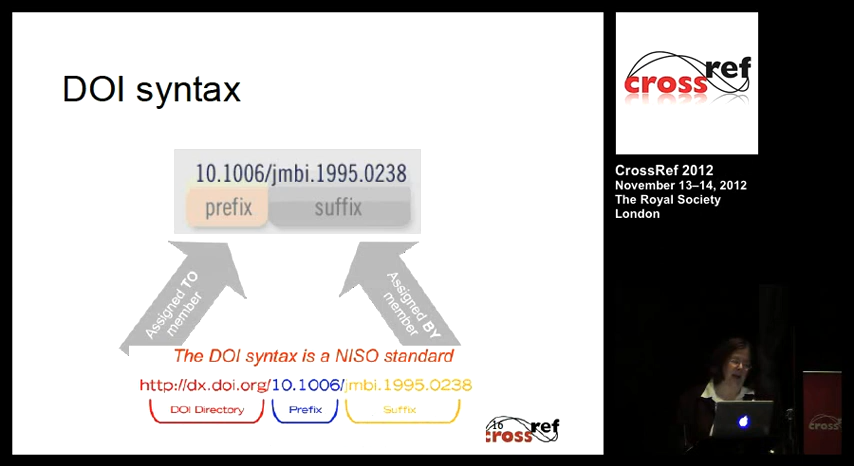 DOI syntax
10.1006/jmbi.1995.0238
prefix suffix
Assigned TO
member
Assigned BY
member
The DOI syntax is a NISO standard
http://dx.doi.org/10.1006/jmbi.1995.0238
DOI Directory Prefix Suffix
16
crossref
crossref
CrossRef 2012
November 13–14, 2012
The Royal Society
London
crossref